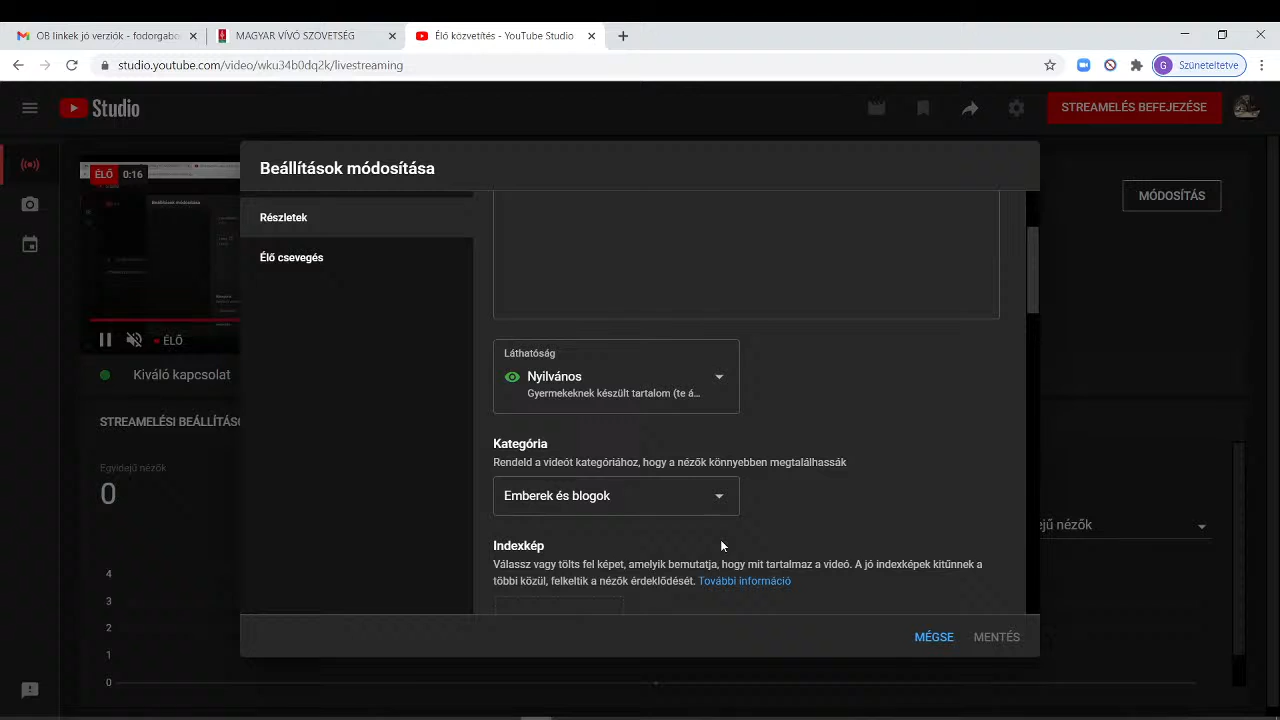 OB linkek jó verziók - fodorgabo
MAGYAR VÍVÓ SZOVETSÉG
Élő közvetítés - YouTube Studio
studio.youtube.com/video/wku34b0dq2k/livestreaming
G Szüneteltetve
Studio
STREAMELÉS BEFEJEZÉSE
Beállítások módosítása
ÉLŐ 0:16
MÓDOSÍTÁS
Részletek
Élő csevegés
ÉLŐ
Láthatóság
Nyilvános
Gyermekeknek készült tartalom (te á...
Kiváló kapcsolat
STREAMELÉSI BEÁLLÍTÁSO
Kategória
Rendeld a videót kategóriához, hogy a nézők könnyebben megtalálhassák
Egyidejű nézők
0
Emberek és blogok
ejű nézők
Indexkép
Válassz vagy tölts fel képet, amelyik bemutatja, hogy mit tartalmaz a videó. A jó indexképek kitűnnek a
többi közül, felkeltik a nézők érdeklődését. További információ
4
3
2
1
0
MÉGSE
MENTÉS